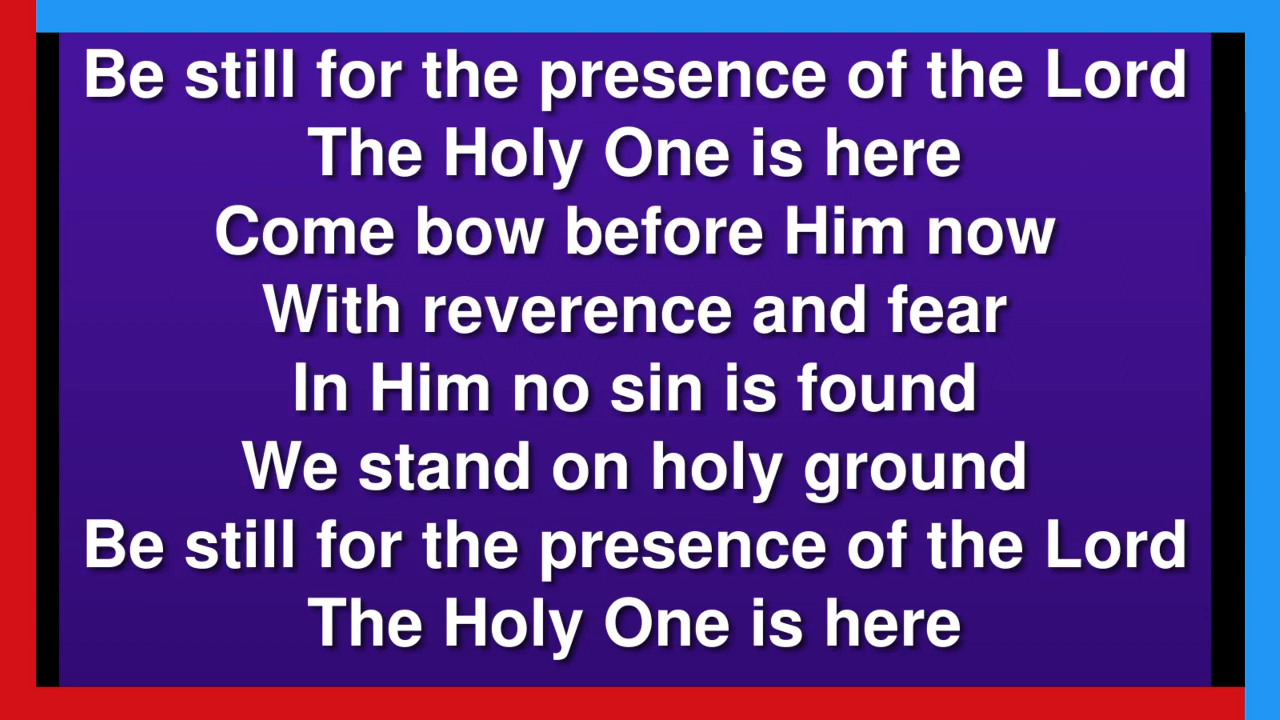 Be still for the presence of the Lord
The Holy One is here
Come bow before Him now
With reverence and fear
In Him no sin is found
We stand on holy ground
Be still for the presence of the Lord
The Holy One is here